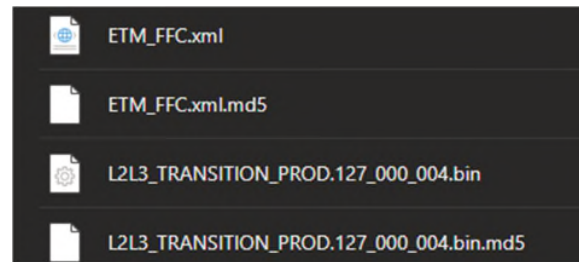 ETM_FFC.xml
ETM_FFC.xml.md5
L2L3_TRANSITION_PROD.127_000_004.bin
L2L3_TRANSITION_PROD.127_000_004.bin.md5